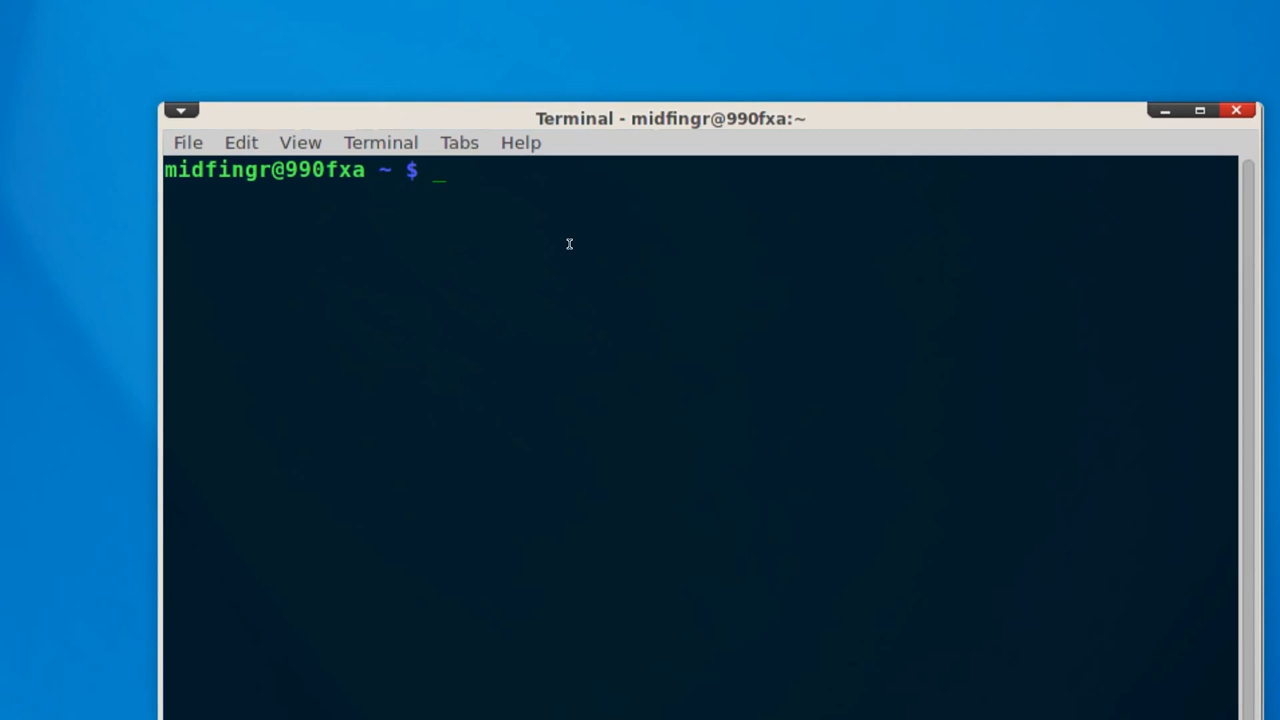 Terminal - midfingr@990fxa:~
File Edit View Terminal Tabs Help
midfingr@990fxa ~ $ _